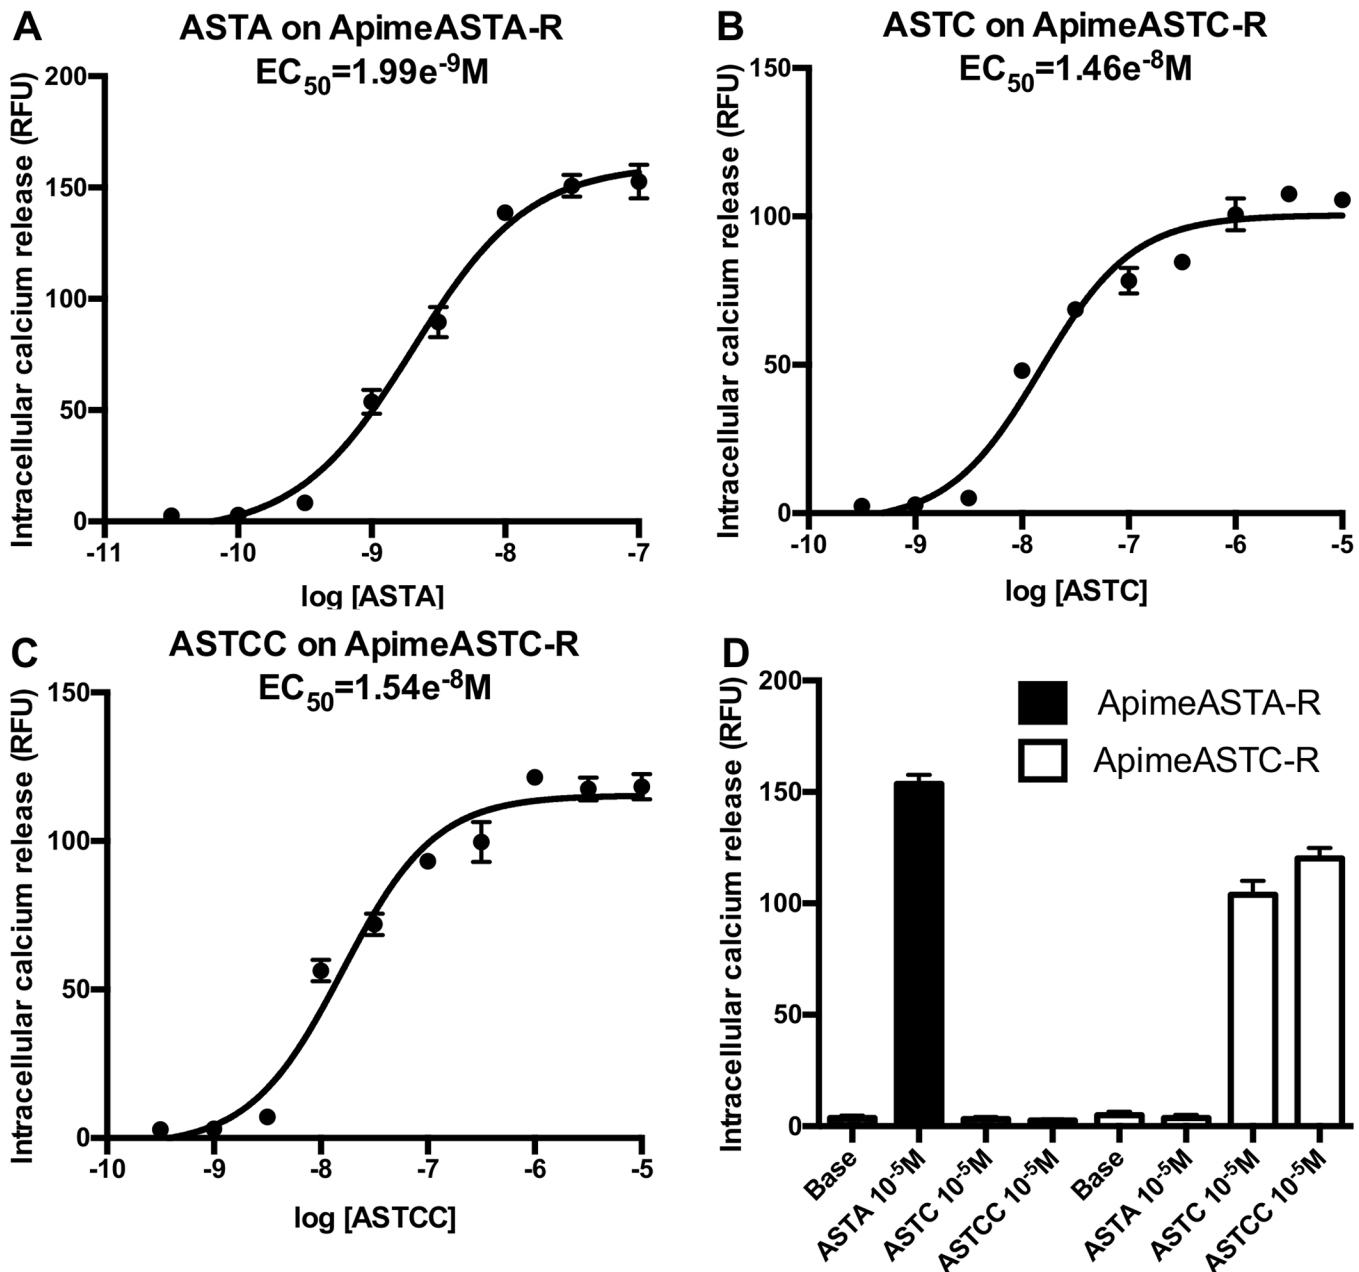 A
ASTA on ApimeASTA-R
EC50=1.99e-9M
Intracellular calcium release (RFU)
200
150
100
50
0
-11
-10
-9
-8
-7
log [ASTA]
B
ASTC on ApimeASTC-R
EC50=1.46e-8M
Intracellular calcium release (RFU)
150
100
50
0
-10
-9
-8
-7
-6
-5
log [ASTC]
C
ASTCC on ApimeASTC-R
EC50=1.54e-8M
Intracellular calcium release (RFU)
150
100
50
0
-10
-9
-8
-7
-6
-5
log [ASTCC]
D
Intracellular calcium release (RFU)
200
150
100
50
0
ApimeASTA-R
ApimeASTC-R
Base
ASTA 10-5M
ASTC 10-5M
ASTCC 10-5M
Base
ASTA 10-5M
ASTC 10-5M
ASTCC 10-5M